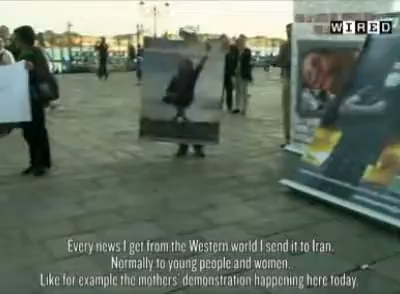 WIRED
Every news I get from the Western world I send it to Iran.
Normally to young people and women.
Like for example the mothers' demonstration happening here today.